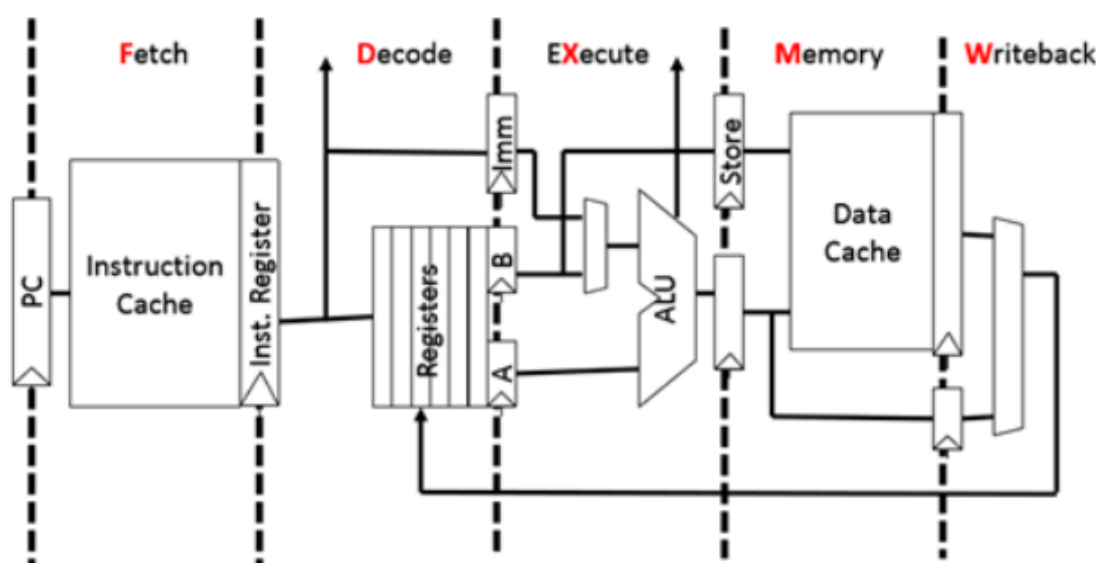 Fetch
Decode
EXecute
Memory
Writeback
PC
Instruction
Cache
Inst. Register
Registers
Imm
B
A
ALU
Store
Data
Cache